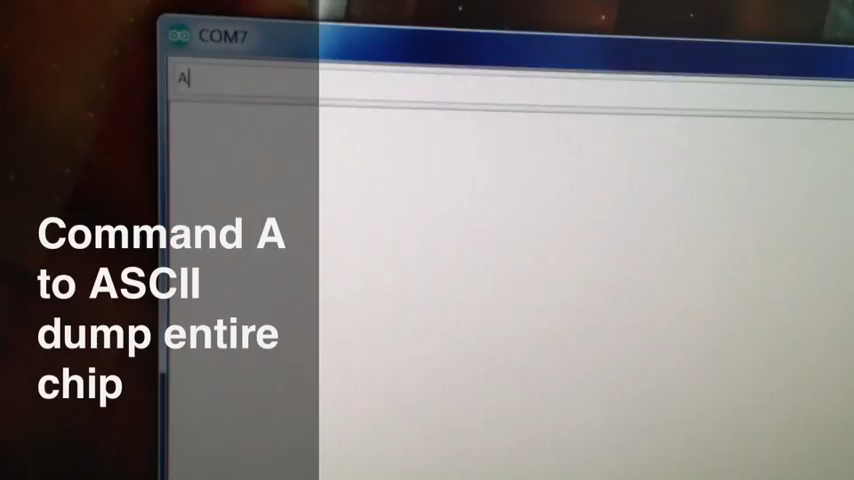 COM7
A
Command A
to ASCII
dump entire
chip